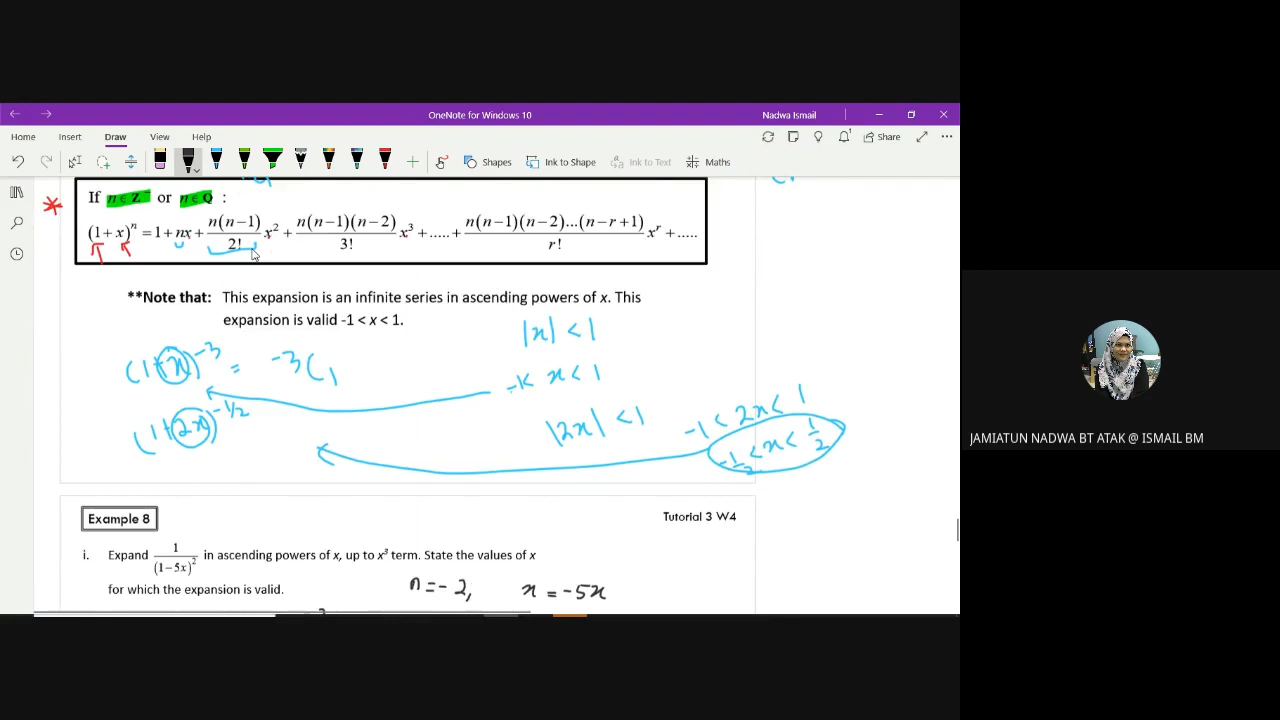 OneNote for Windows 10
Nadwa Ismail
Home Insert Draw View Help
Share
Shapes Ink to Shape Ink to Text Maths
If n ∈ Z⁻ or n ∈ Q :
(1 + x)ⁿ = 1 + nx + n(n−1)/2! x² + n(n−1)(n−2)/3! x³ + ..... + n(n−1)(n−2)...(n−r+1)/r! xʳ + .....
**Note that: This expansion is an infinite series in ascending powers of x. This
expansion is valid -1 < x < 1.
|x| < 1
(1+x)⁻³ = -3(1
-1< x < 1
(1+2x)^-1/2
|2x| < 1
-1 < 2x < 1
-1/2 < x < 1/2
JAMIATUN NADWA BT ATAK @ ISMAIL BM
Example 8
Tutorial 3 W4
i. Expand 1/(1−5x)² in ascending powers of x, up to x³ term. State the values of x
for which the expansion is valid.
n = -2, x = -5x